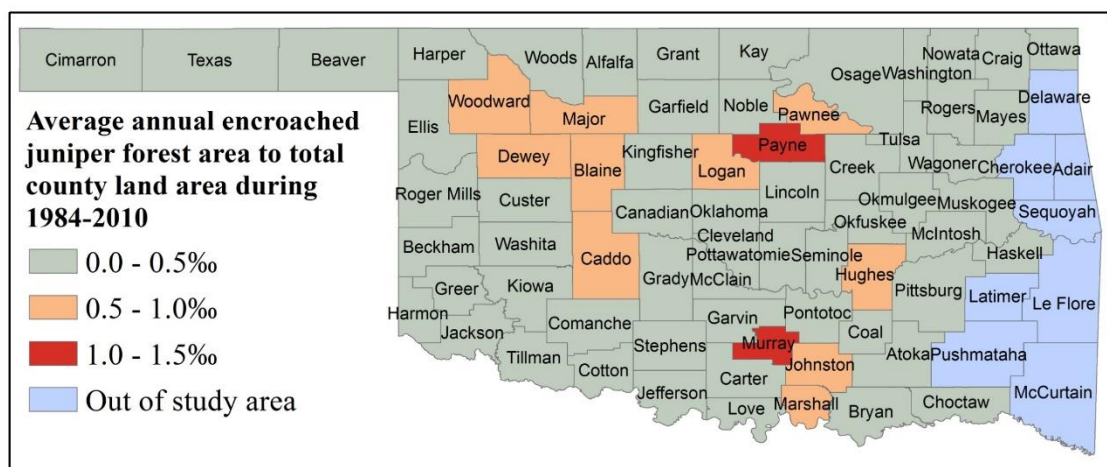 Cimarron
Texas
Beaver
Harper
Woods
Alfalfa
Grant
Kay
Osage
Washington
Nowata
Craig
Ottawa
Woodward
Major
Garfield
Noble
Pawnee
Rogers
Mayes
Delaware
Ellis
Dewey
Blaine
Kingfisher
Logan
Payne
Creek
Tulsa
Wagoner
Cherokee
Adair
Roger Mills
Custer
Canadian
Oklahoma
Lincoln
Okfuskee
Okmulgee
Muskogee
Sequoyah
Beckham
Washita
Caddo
Grady
Cleveland
Pottawatomie
McClain
Seminole
Hughes
McIntosh
Haskell
Greer
Kiowa
Harmon
Jackson
Comanche
Garvin
Pontotoc
Coal
Pittsburg
Latimer
Le Flore
Tillman
Cotton
Stephens
Murray
Johnston
Atoka
Pushmataha
Jefferson
Carter
Love
Marshall
Bryan
Choctaw
McCurtain
Average annual encroached
juniper forest area to total
county land area during
1984-2010
0.0 - 0.5‰
0.5 - 1.0‰
1.0 - 1.5‰
Out of study area